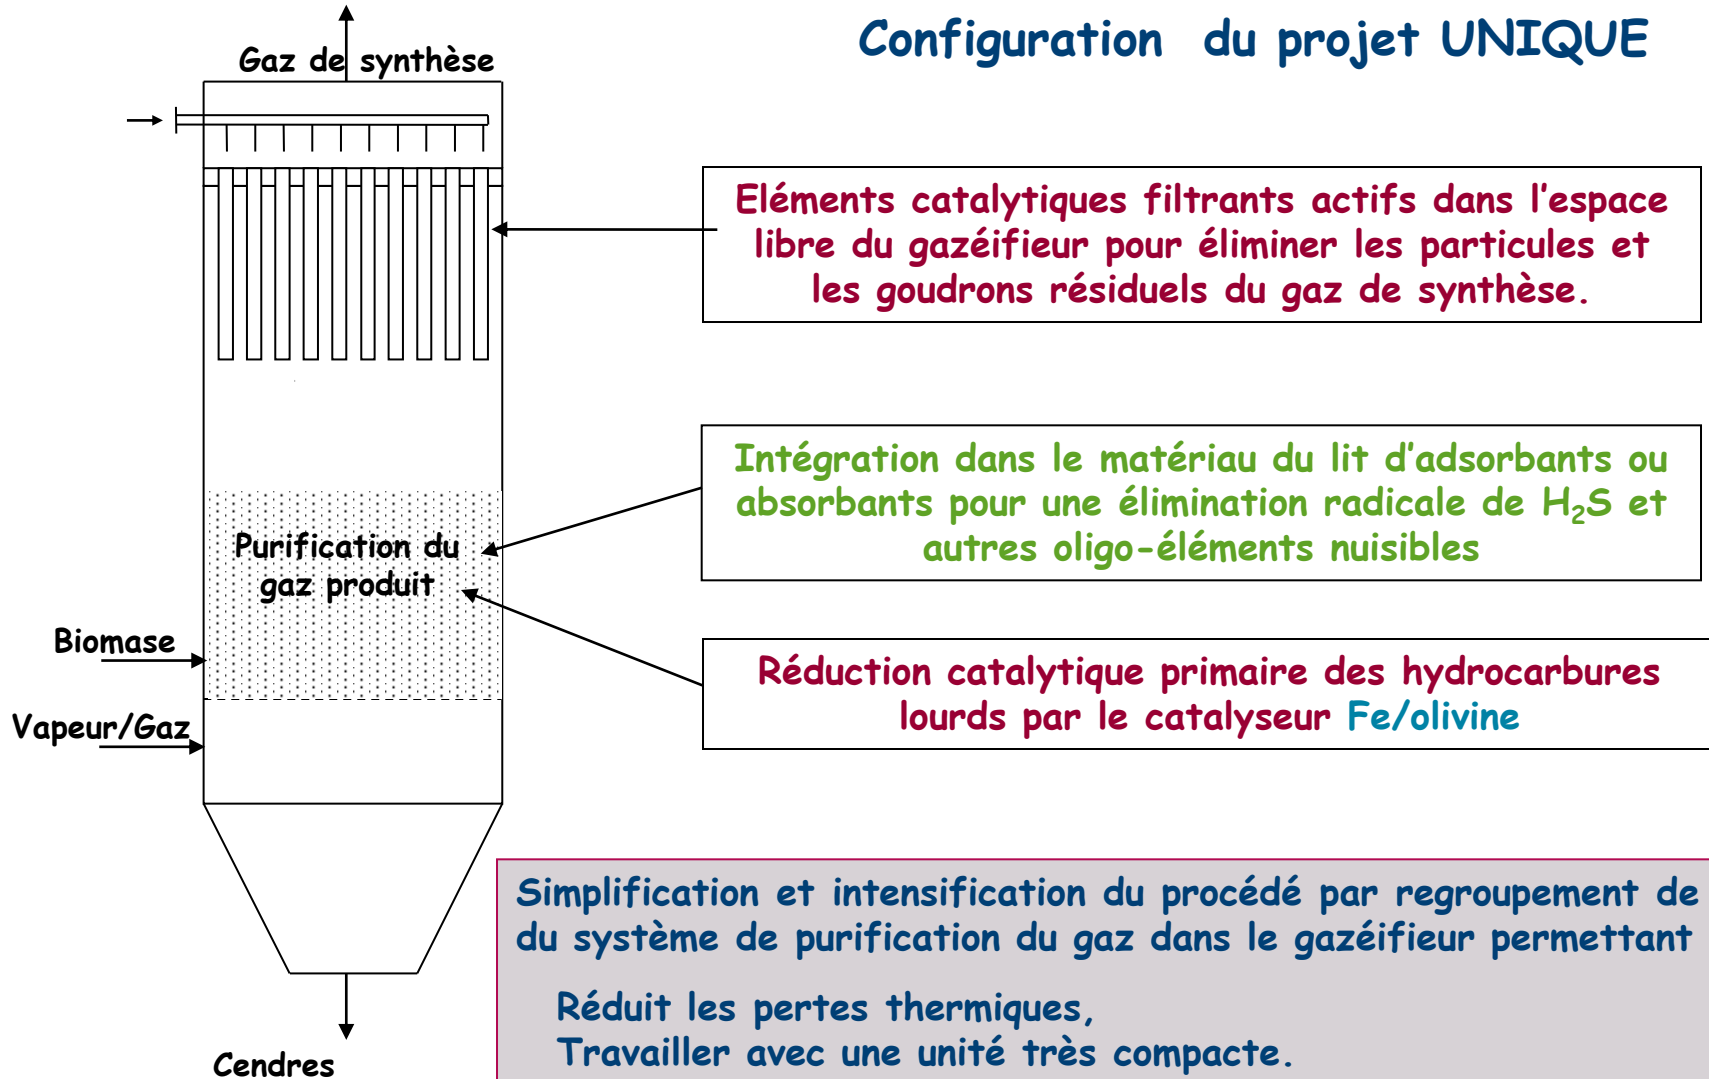 Configuration du projet UNIQUE
Gaz de synthèse
Eléments catalytiques filtrants actifs dans l'espace
libre du gazéifieur pour éliminer les particules et
les goudrons résiduels du gaz de synthèse.
Intégration dans le matèriau du lit d'adsorbants ou
absorbants pour une élimination radicale de H₂S et
autres oligo-éléments nuisibles
Purification du
gaz produit
Biomase
Réduction catalytique primaire des hydrocarbures
lourds par le catalyseur Fe/olivine
Vapeur/Gaz
Simplification et intensification du procédé par regroupement de
du système de purification du gaz dans le gazéifieur permettant
Réduit les pertes thermiques,
Travailler avec une unité très compacte.
Cendres